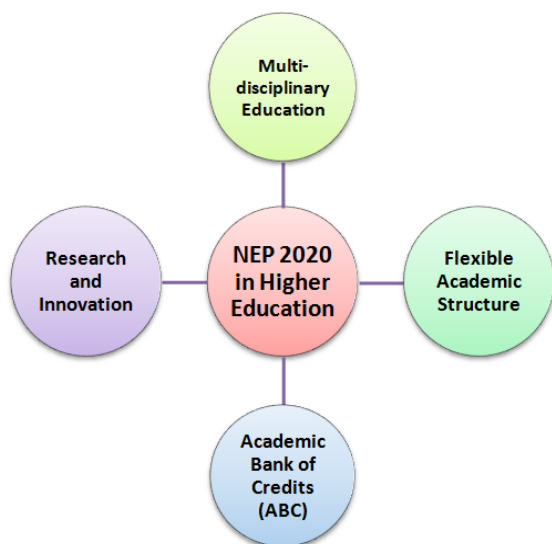 Multi-
disciplinary
Education
Research
and
Innovation
NEP 2020
in Higher
Education
Flexible
Academic
Structure
Academic
Bank of
Credits
(ABC)